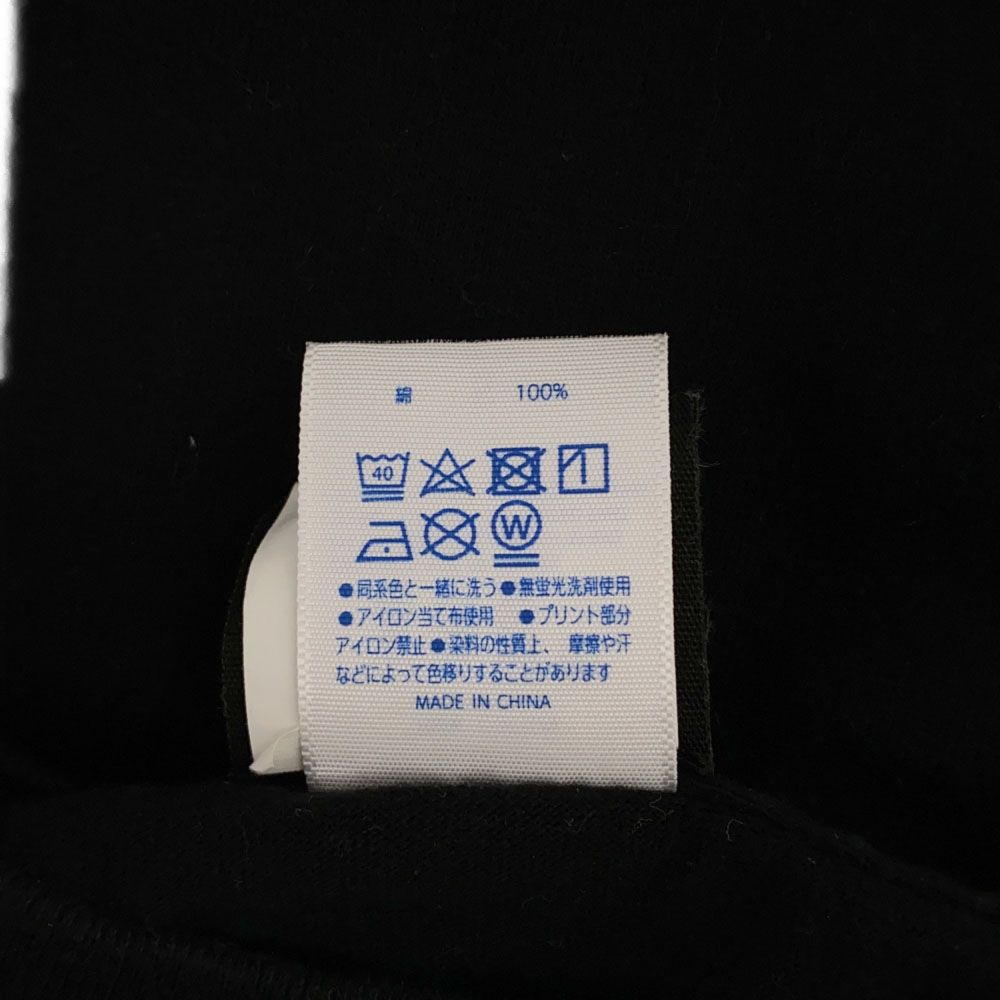 綿 100%
40
W
●同系色と一緒に洗う●無蛍光洗剤使用
●アイロン当て布使用 ●プリント部分
アイロン禁止●染料の性質上、摩擦や汗
などによって色移りすることがあります
MADE IN CHINA